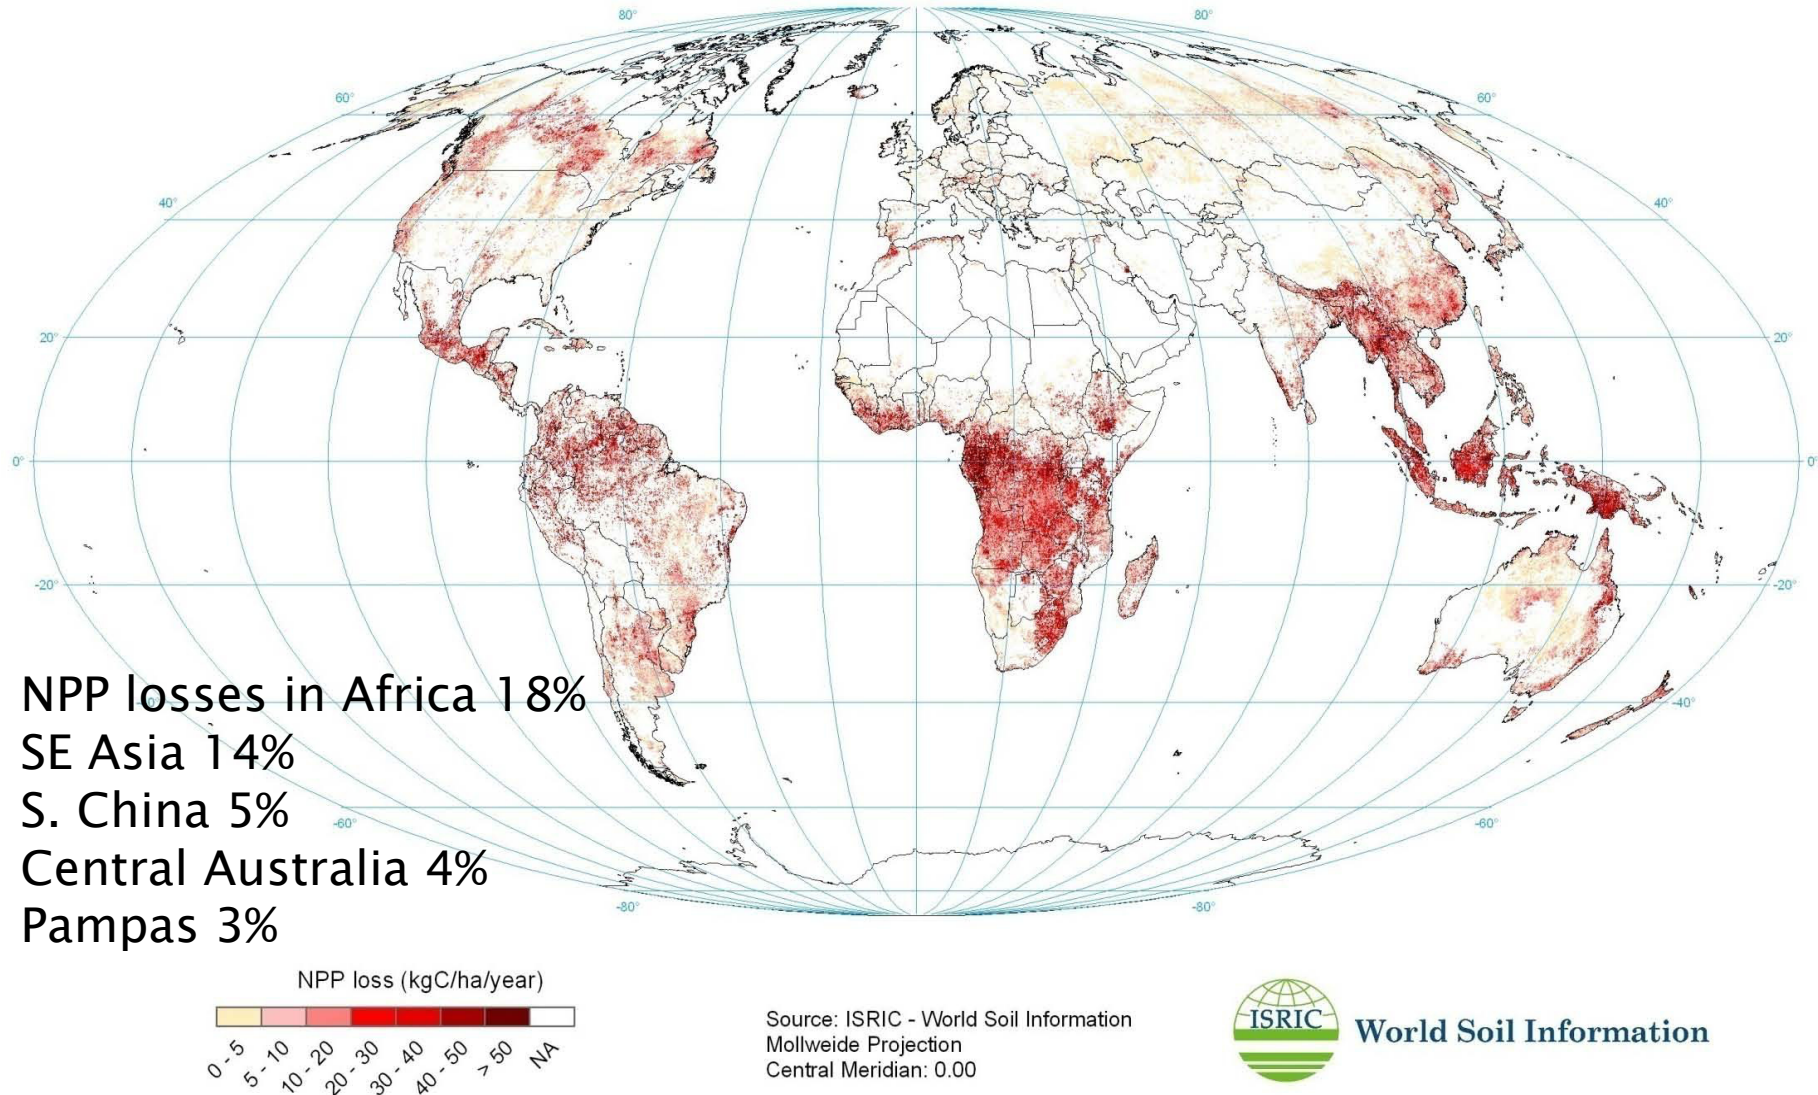 80°
80°
60°
60°
40°
40°
20°
20°
0°
0°
-20°
-20°
-40°
-60°
-60°
-80°
-80°
NPP losses in Africa 18%
SE Asia 14%
S. China 5%
Central Australia 4%
Pampas 3%
NPP loss (kgC/ha/year)
0 - 5
5 - 10
10 - 20
20 - 30
30 - 40
40 - 50
> 50
NA
Source: ISRIC - World Soil Information
Mollweide Projection
Central Meridian: 0.00
ISRIC
World Soil Information